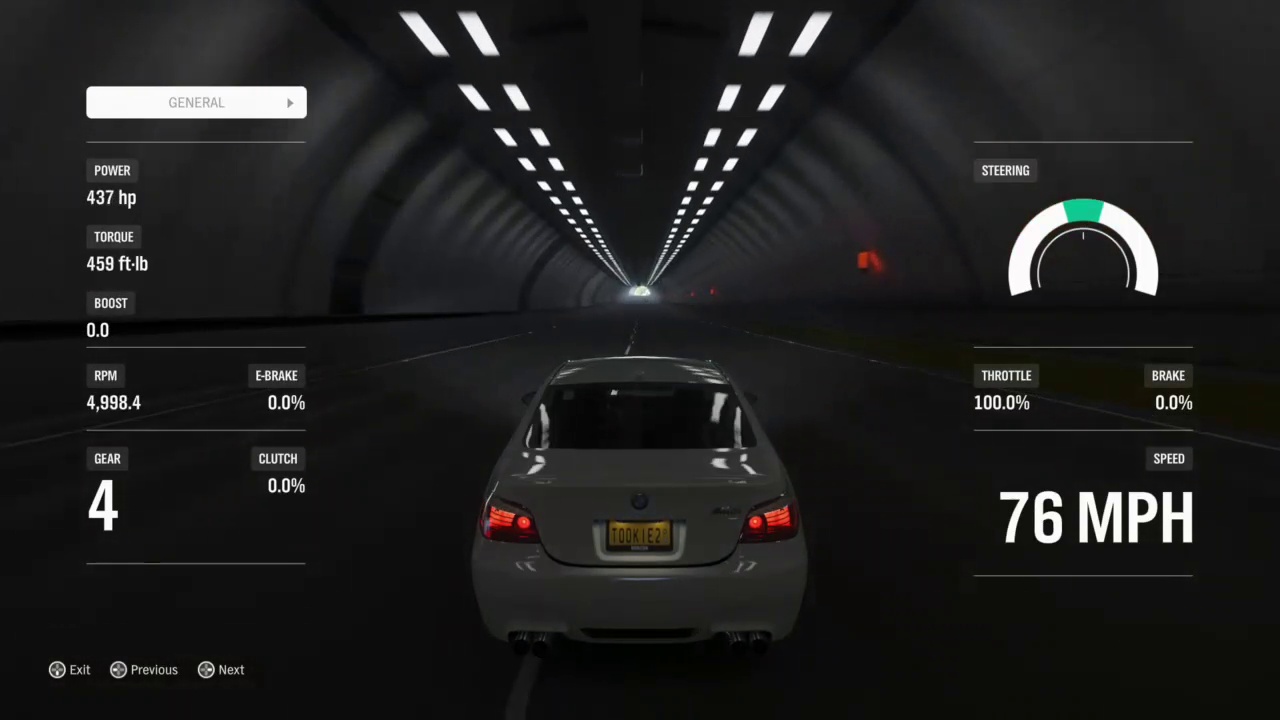 GENERAL
POWER
437 hp
TORQUE
459 ft·lb
BOOST
0.0
RPM
E-BRAKE
4,998.4
0.0%
GEAR
CLUTCH
4
0.0%
STEERING
THROTTLE
BRAKE
100.0%
0.0%
SPEED
76 MPH
TOOKIE2
Exit
Previous
Next